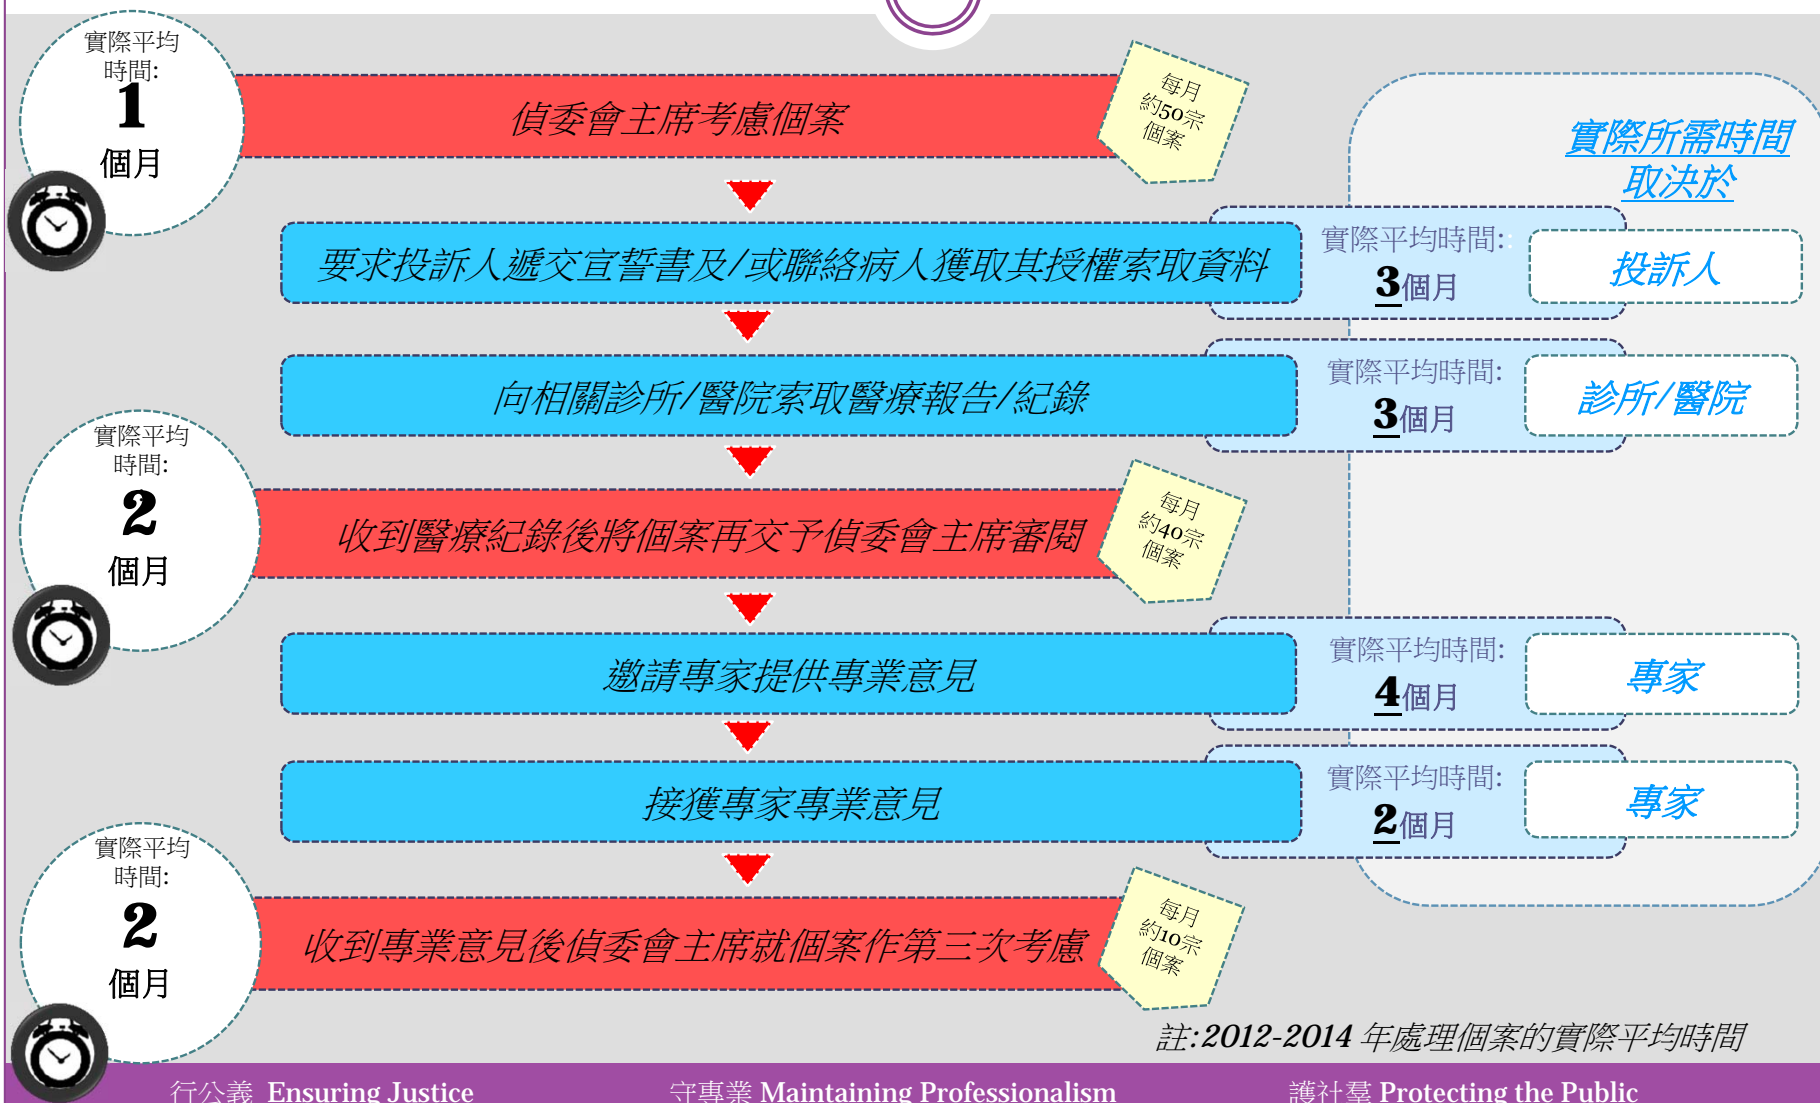 實際平均
時間:
1
個月
偵委會主席考慮個案
每月
約50宗
個案
實際所需時間
取決於
要求投訴人遞交宣誓書及/或聯絡病人獲取其授權索取資料
實際平均時間:
3個月
投訴人
向相關診所/醫院索取醫療報告/紀錄
實際平均時間:
3個月
診所/醫院
實際平均
時間:
2
個月
收到醫療紀錄後將個案再交予偵委會主席審閱
每月
約40宗
個案
邀請專家提供專業意見
實際平均時間:
4個月
專家
接獲專家專業意見
實際平均時間:
2個月
專家
實際平均
時間:
2
個月
收到專業意見後偵委會主席就個案作第三次考慮
每月
約10宗
個案
註:2012-2014 年處理個案的實際平均時間
行公義 Ensuring Justice
守專業 Maintaining Professionalism
護社羣 Protecting the Public